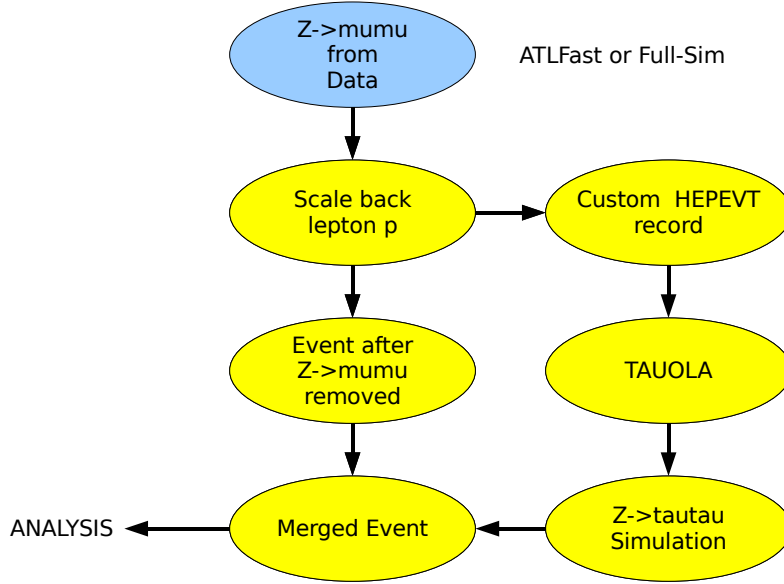 Z->mumu
from
Data
ATLFast or Full-Sim
Scale back
lepton p
Custom HEPEVT
record
Event after
Z->mumu
removed
TAUOLA
ANALYSIS
Merged Event
Z->tautau
Simulation